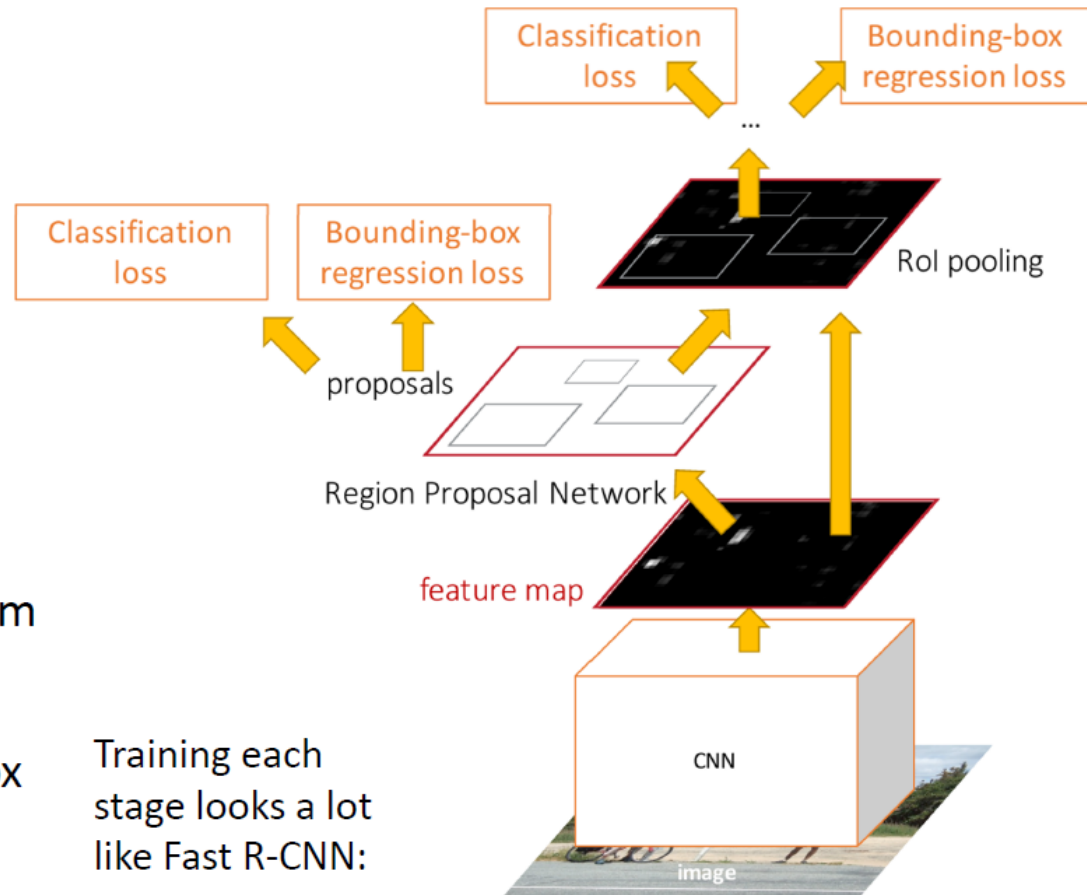 Classification
loss
Bounding-box
regression loss
...
Classification
loss
Bounding-box
regression loss
RoI pooling
proposals
Region Proposal Network
feature map
m
CNN
x
Training each
stage looks a lot
like Fast R-CNN:
image